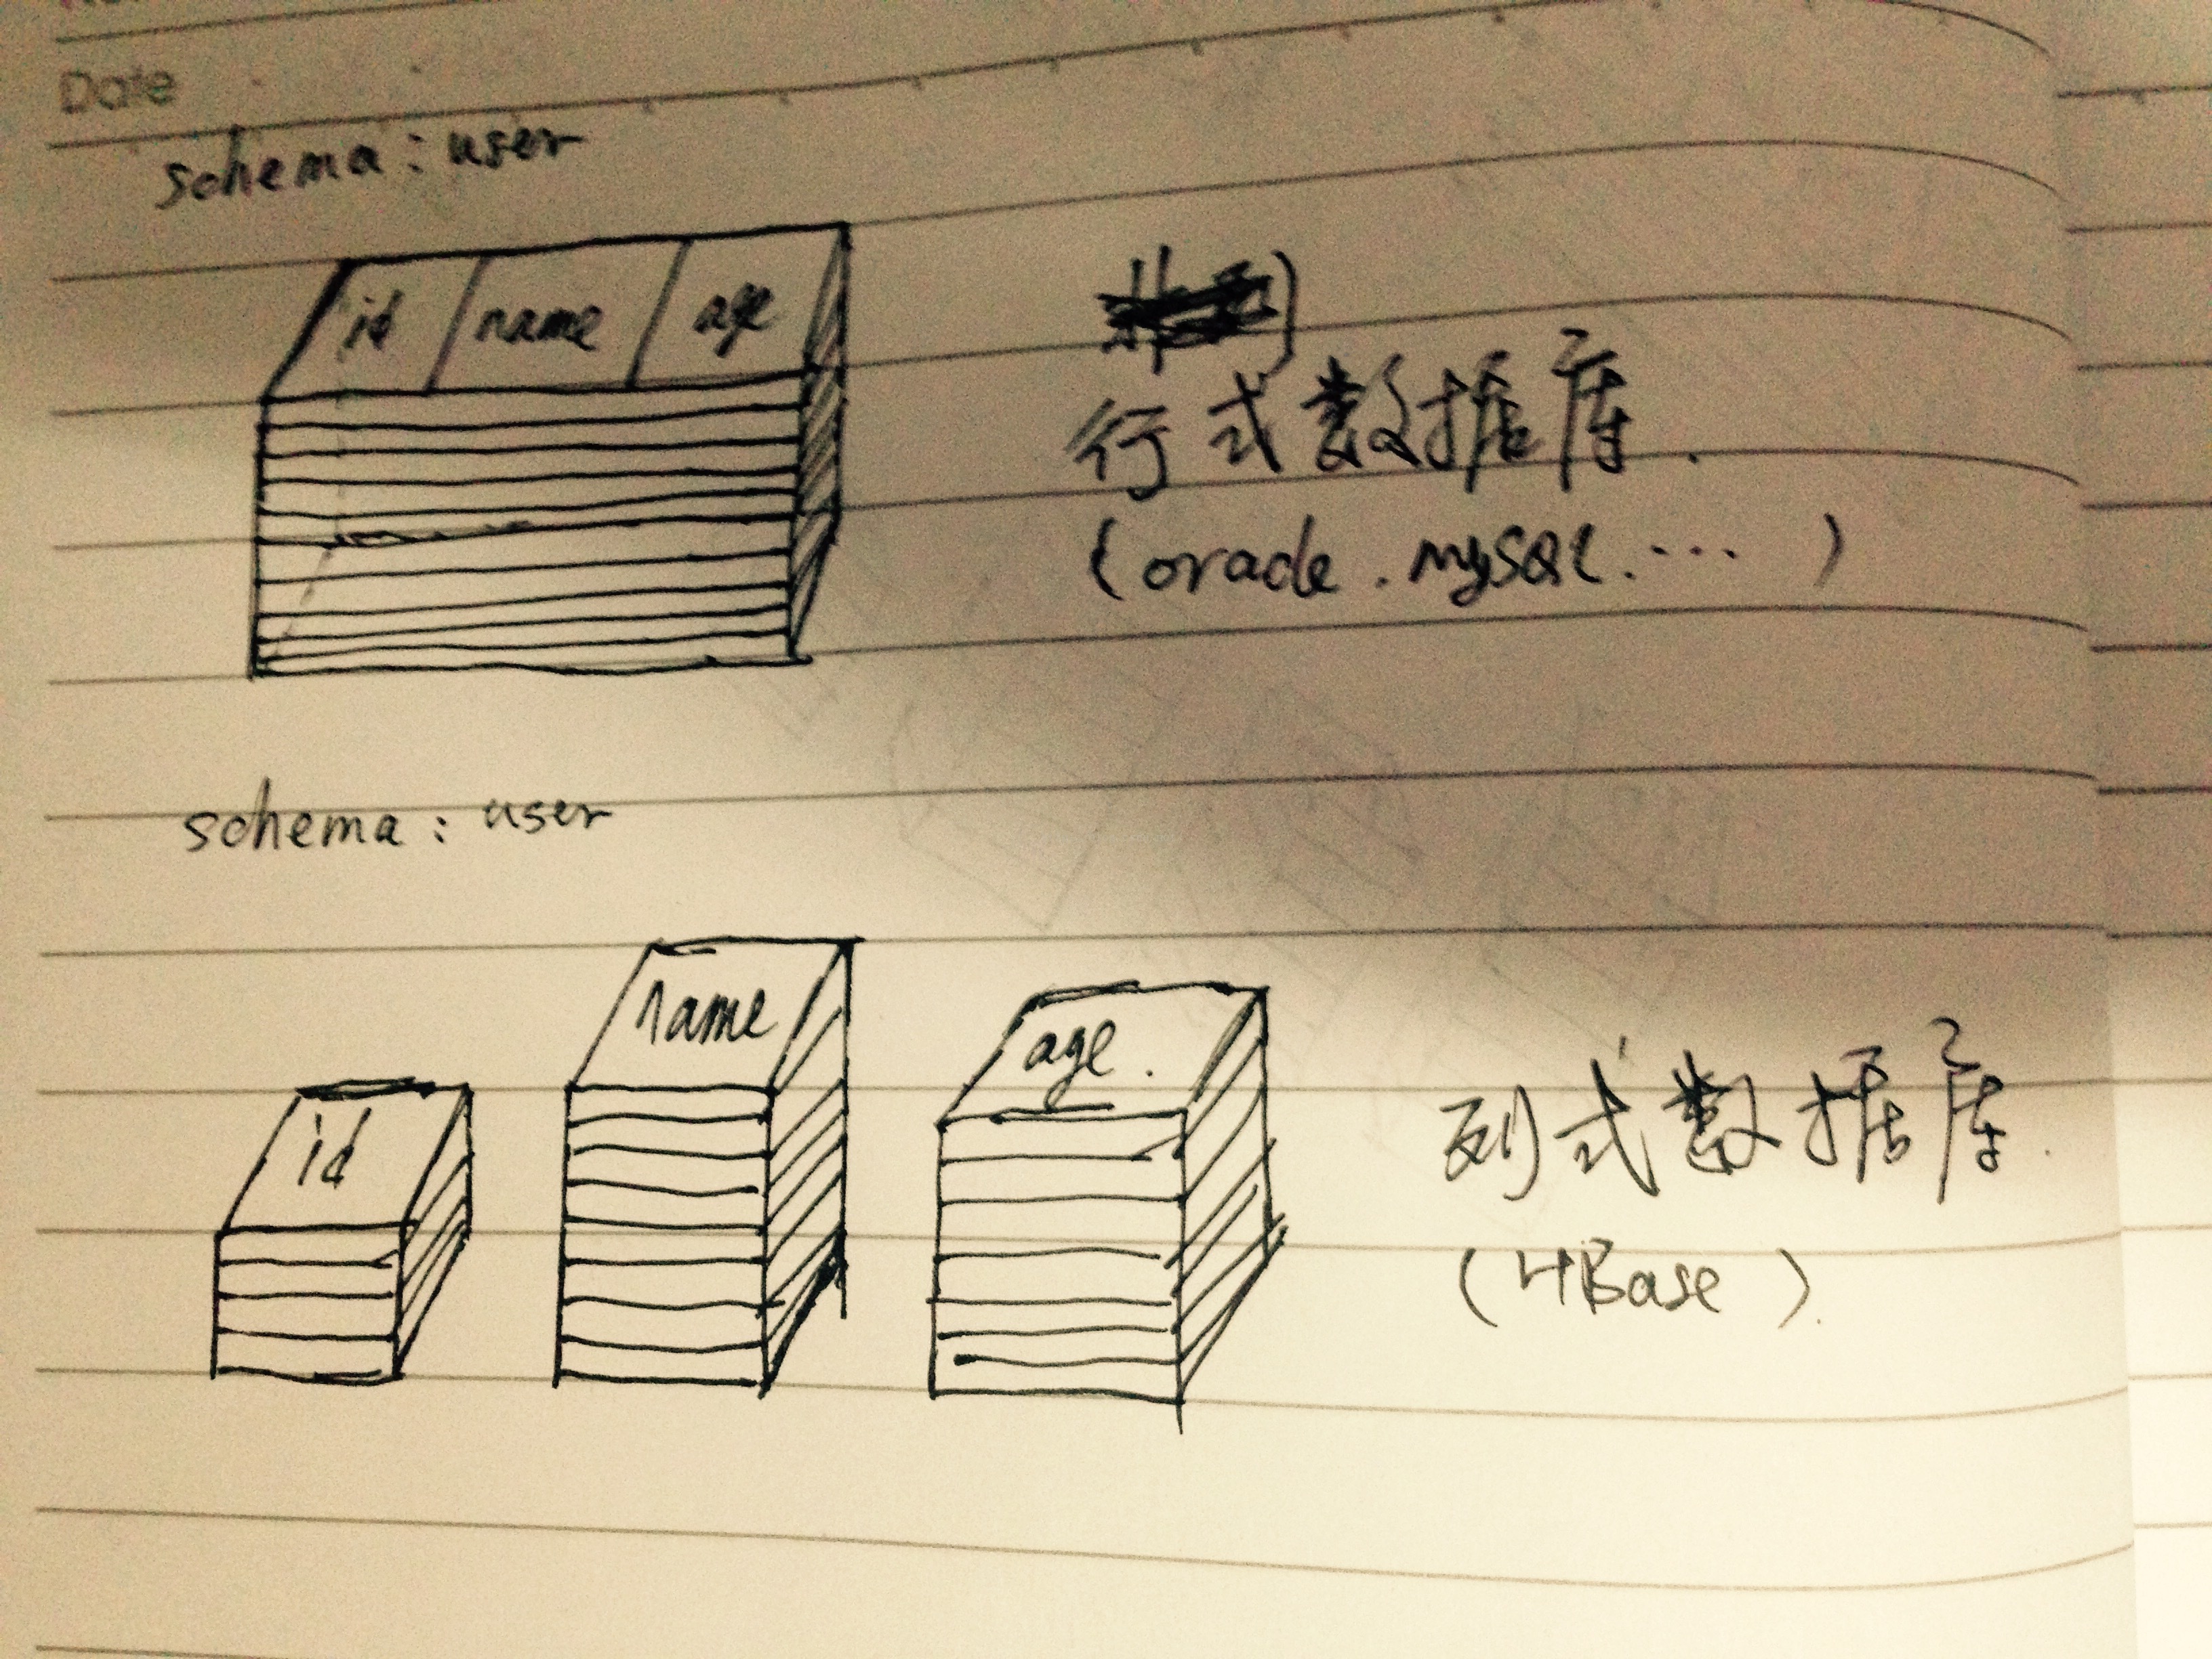 Date
schema: user
id name age
行式数据库.
(oracle.mySQL.... )
schema: user
name
age.
id
列式数据库.
(HBase).